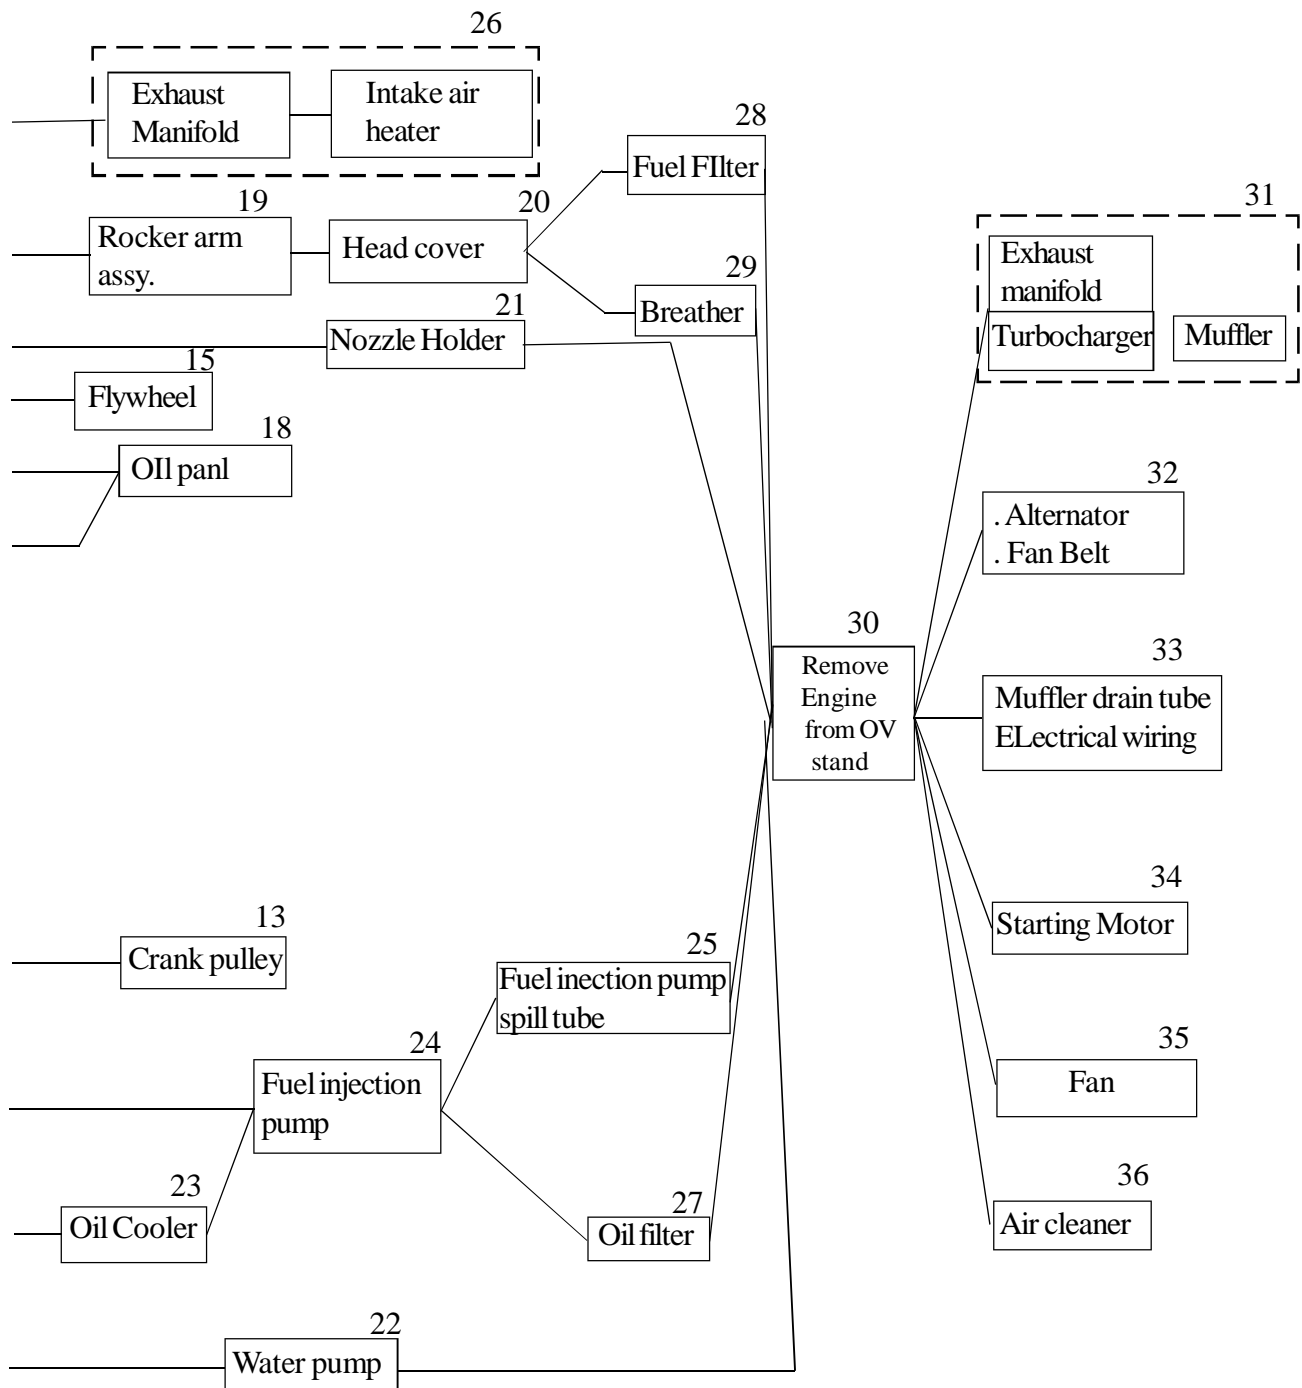 26
Exhaust
Manifold
Intake air
heater
28
Fuel FIlter
19
Rocker arm
assy.
20
Head cover
29
Breather
21
Nozzle Holder
15
Flywheel
18
OIl panl
31
Exhaust
manifold
Turbocharger
Muffler
32
. Alternator
. Fan Belt
30
Remove
Engine
from OV
stand
33
Muffler drain tube
ELectrical wiring
34
Starting Motor
13
Crank pulley
25
Fuel inection pump
spill tube
24
Fuel injection
pump
35
Fan
23
Oil Cooler
27
Oil filter
36
Air cleaner
22
Water pump